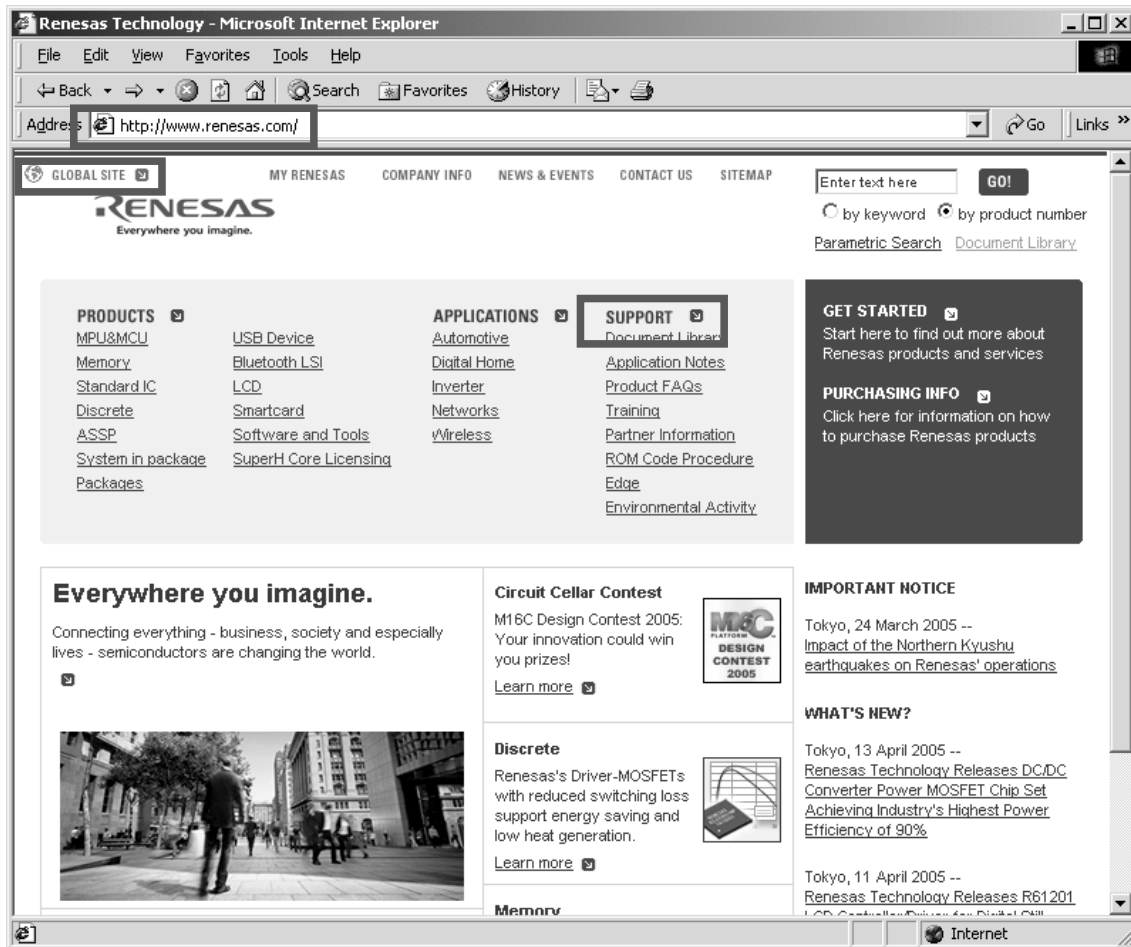 Renesas Technology - Microsoft Internet Explorer
File Edit View Favorites Tools Help
Back Search Favorites History
Address http://www.renesas.com/ Go Links »
GLOBAL SITE MY RENESAS COMPANY INFO NEWS & EVENTS CONTACT US SITEMAP
Enter text here GO!
by keyword by product number
Parametric Search Document Library
RENESAS
Everywhere you imagine.
PRODUCTS
MPU&MCU
Memory
Standard IC
Discrete
ASSP
System in package
Packages
USB Device
Bluetooth LSI
LCD
Smartcard
Software and Tools
SuperH Core Licensing
APPLICATIONS
Automotive
Digital Home
Inverter
Networks
Wireless
SUPPORT
Document Library
Application Notes
Product FAQs
Training
Partner Information
ROM Code Procedure
Edge
Environmental Activity
GET STARTED
Start here to find out more about
Renesas products and services
PURCHASING INFO
Click here for information on how
to purchase Renesas products
Everywhere you imagine.
Connecting everything - business, society and especially
lives - semiconductors are changing the world.
Circuit Cellar Contest
M16C Design Contest 2005:
Your innovation could win
you prizes!
Learn more
M16C
PLATFORM
DESIGN
CONTEST
2005
Discrete
Renesas's Driver-MOSFETs
with reduced switching loss
support energy saving and
low heat generation.
Learn more
Memory
IMPORTANT NOTICE
Tokyo, 24 March 2005 --
Impact of the Northern Kyushu
earthquakes on Renesas' operations
WHAT'S NEW?
Tokyo, 13 April 2005 --
Renesas Technology Releases DC/DC
Converter Power MOSFET Chip Set
Achieving Industry's Highest Power
Efficiency of 90%
Tokyo, 11 April 2005 --
Renesas Technology Releases R61201
LCD Controller/Driver for Digital Still
Internet